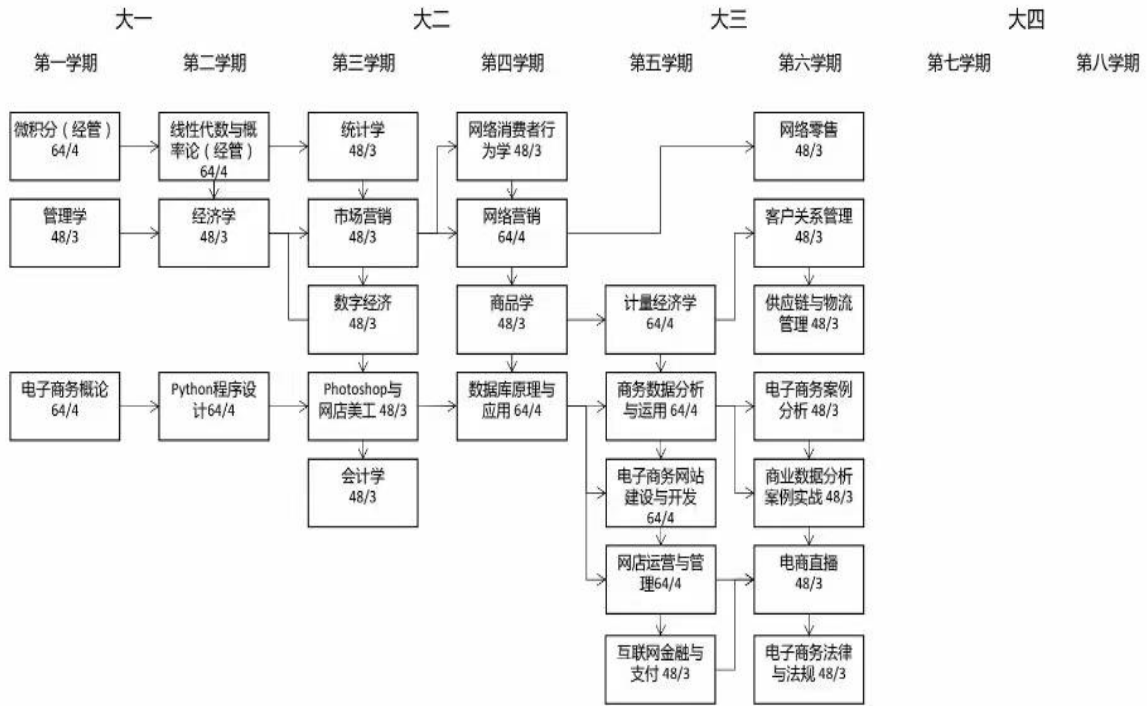 大一 大二 大三 大四
第一学期 第二学期 第三学期 第四学期 第五学期 第六学期 第七学期 第八学期
微积分（经管）
64/4
线性代数与概
率论（经管）
64/4
统计学
48/3
网络消费者行
为学 48/3
网络零售
48/3
管理学
48/3
经济学
48/3
市场营销
48/3
网络营销
64/4
客户关系管理
48/3
数字经济
48/3
商品学
48/3
计量经济学
64/4
供应链与物流
管理 48/3
电子商务概论
64/4
Python程序设
计64/4
Photoshop与
网店美工 48/3
数据库原理与
应用 64/4
商务数据分析
与运用 64/4
电子商务案例
分析 48/3
会计学
48/3
电子商务网站
建设与开发
64/4
商业数据分析
案例实战 48/3
网店运营与管
理64/4
电商直播
48/3
互联网金融与
支付 48/3
电子商务法律
与法规 48/3